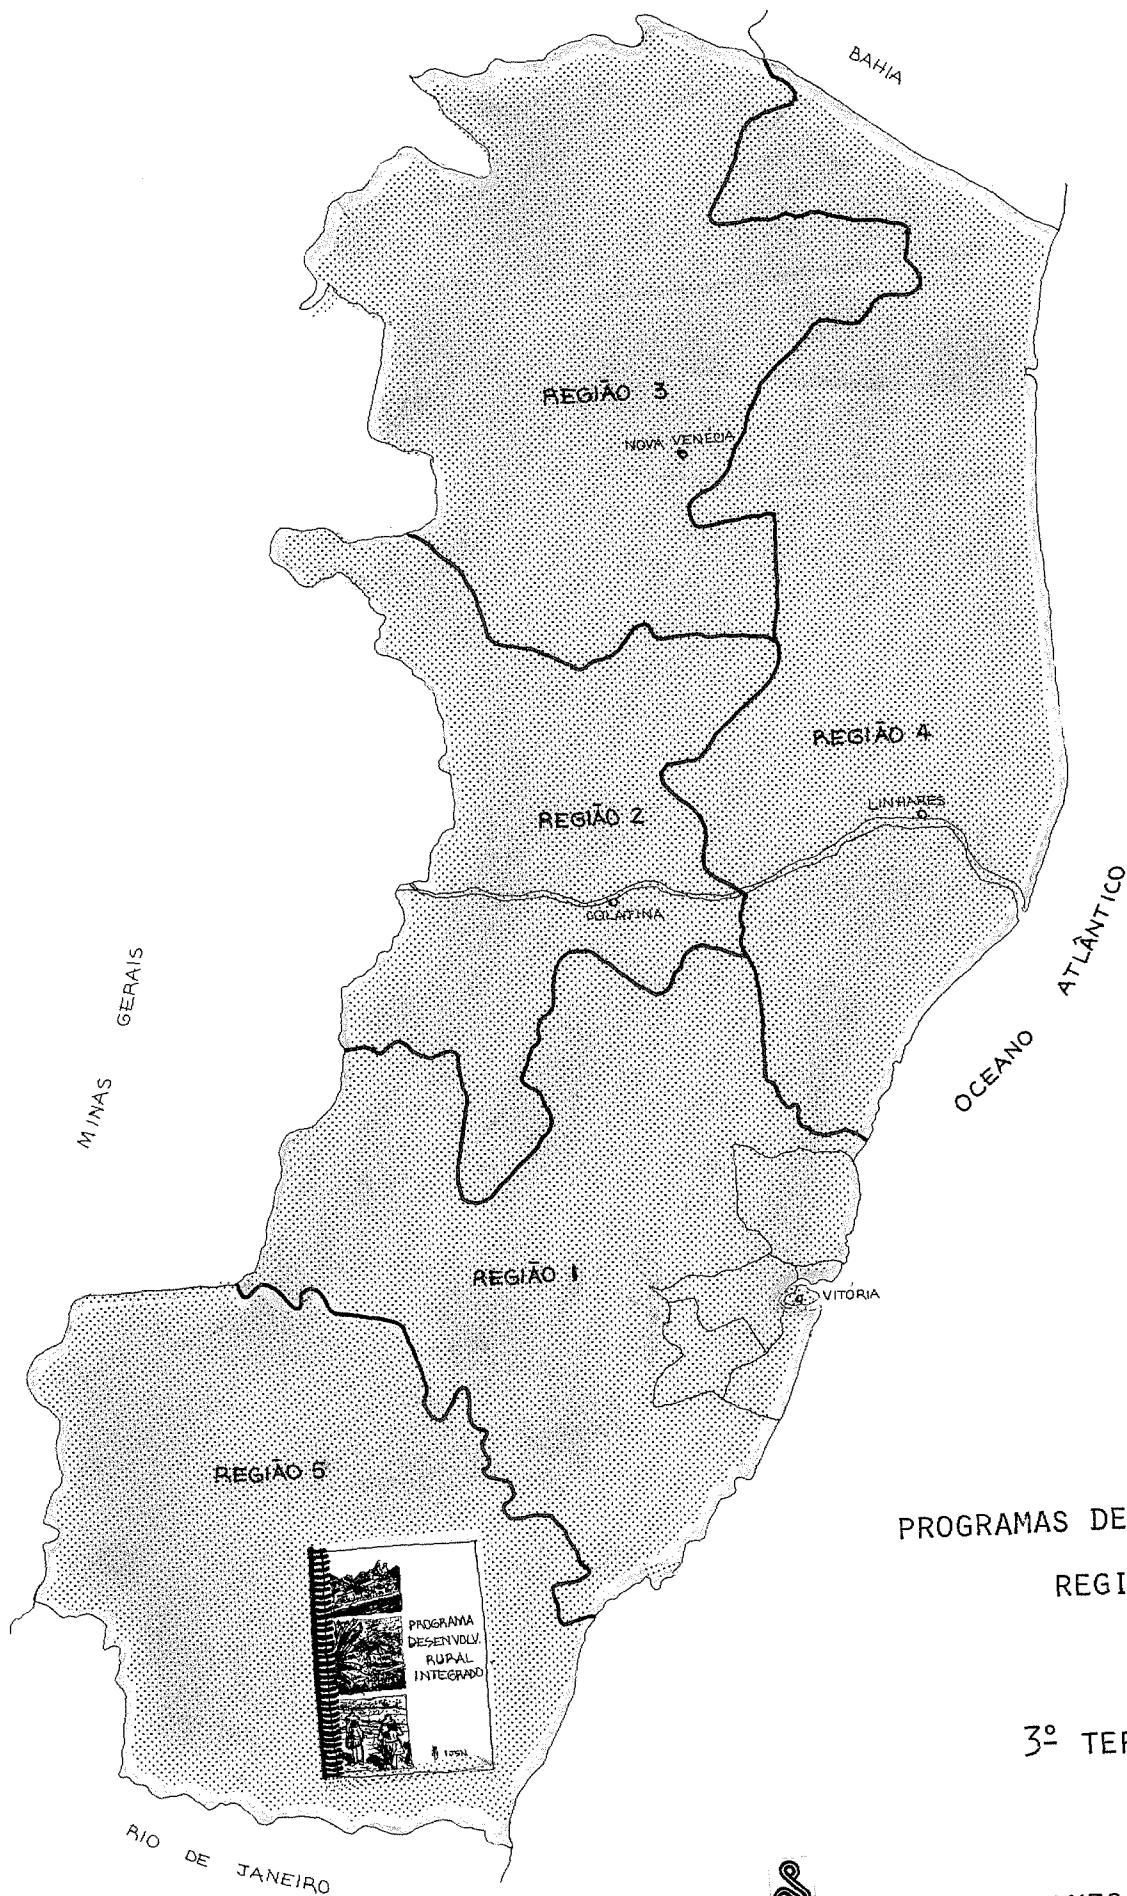 BAHIA
REGIÃO 3
NOVA VENÉCIA
REGIÃO 4
LINHARES
REGIÃO 2
COLATINA
MINAS GERAIS
OCEANO ATLÂNTICO
REGIÃO 1
VITÓRIA
REGIÃO 5
PROGRAMA
DESENVOLV.
RURAL
INTEGRADO
IJSN
RIO DE JANEIRO
PROGRAMAS DE
REGI
3º